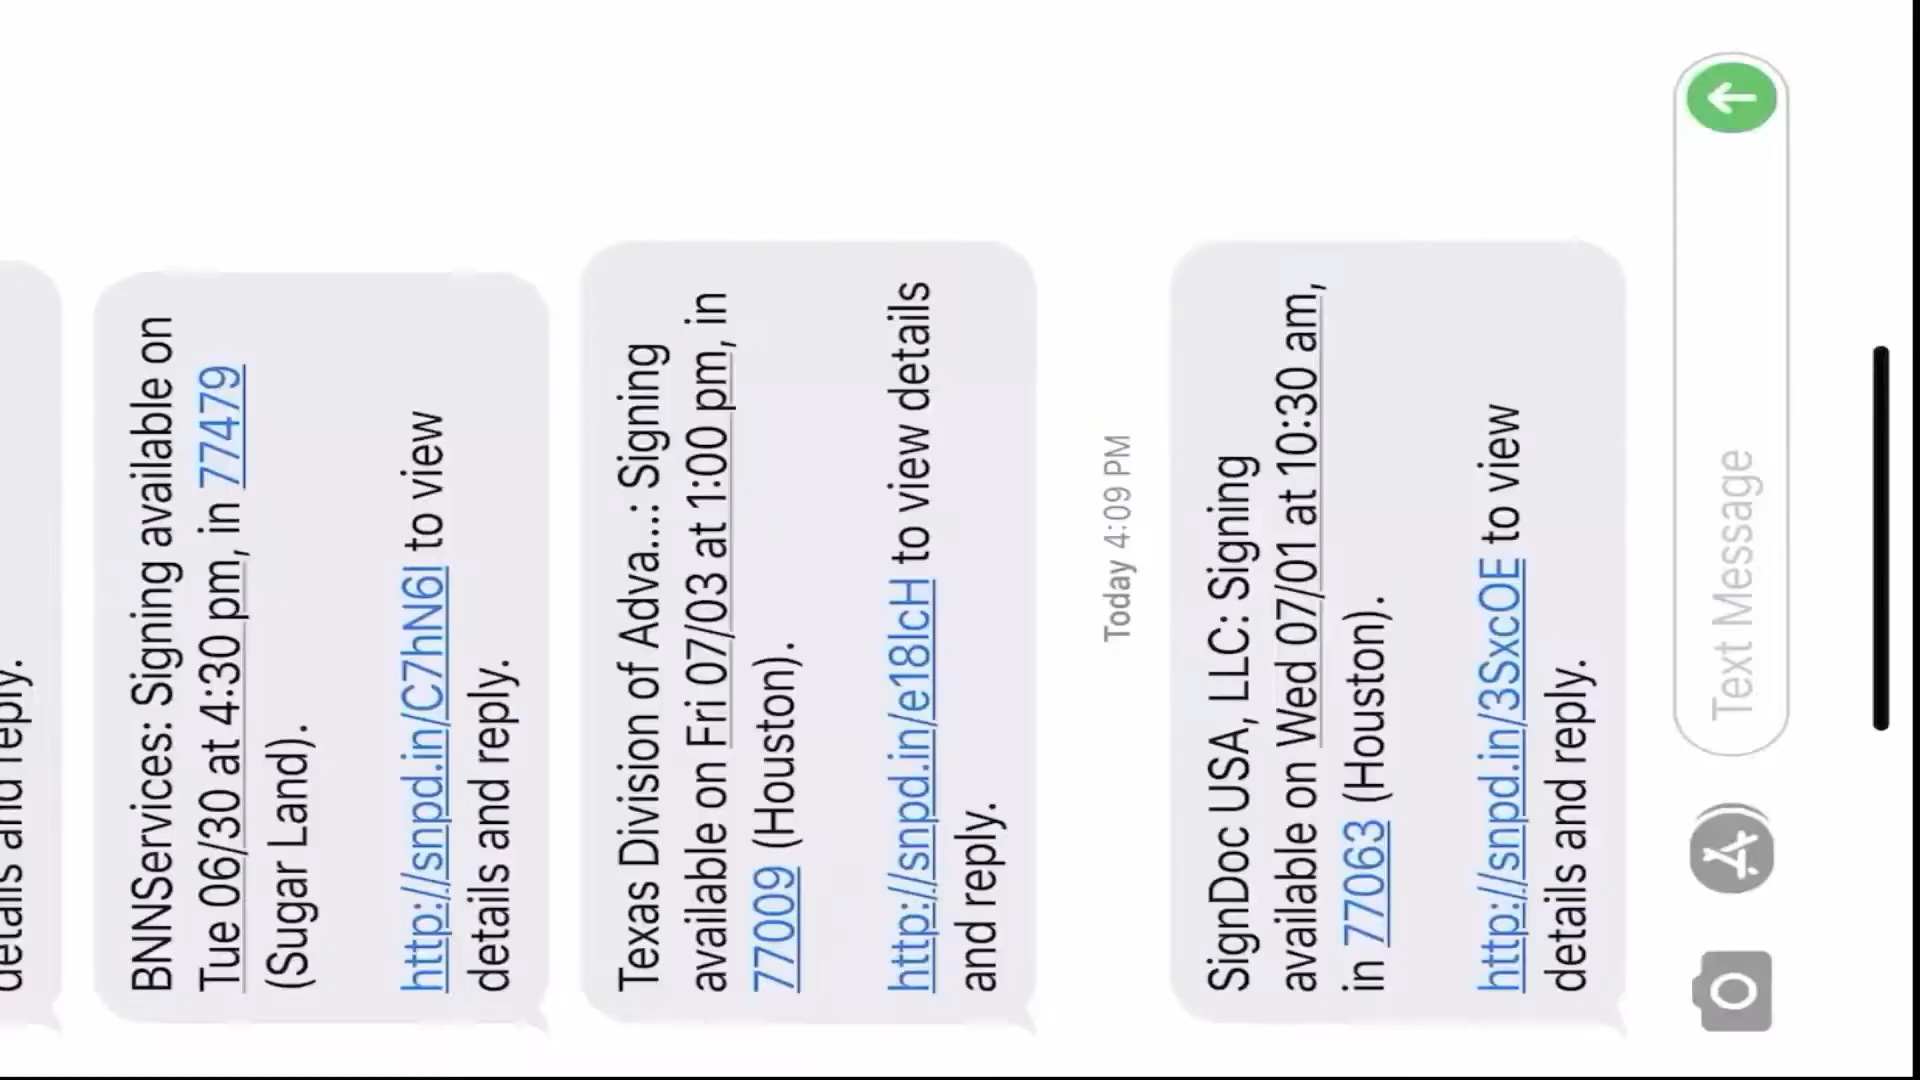 details and reply.
BNNServices: Signing available on
Tue 06/30 at 4:30 pm, in 77479
(Sugar Land).
http://snpd.in/C7hN6I to view
details and reply.
Texas Division of Adva...: Signing
available on Fri 07/03 at 1:00 pm, in
77009 (Houston).
http://snpd.in/e18IcH to view details
and reply.
Today 4:09 PM
SignDoc USA, LLC: Signing
available on Wed 07/01 at 10:30 am,
in 77063 (Houston).
http://snpd.in/3SxcOE to view
details and reply.
Text Message